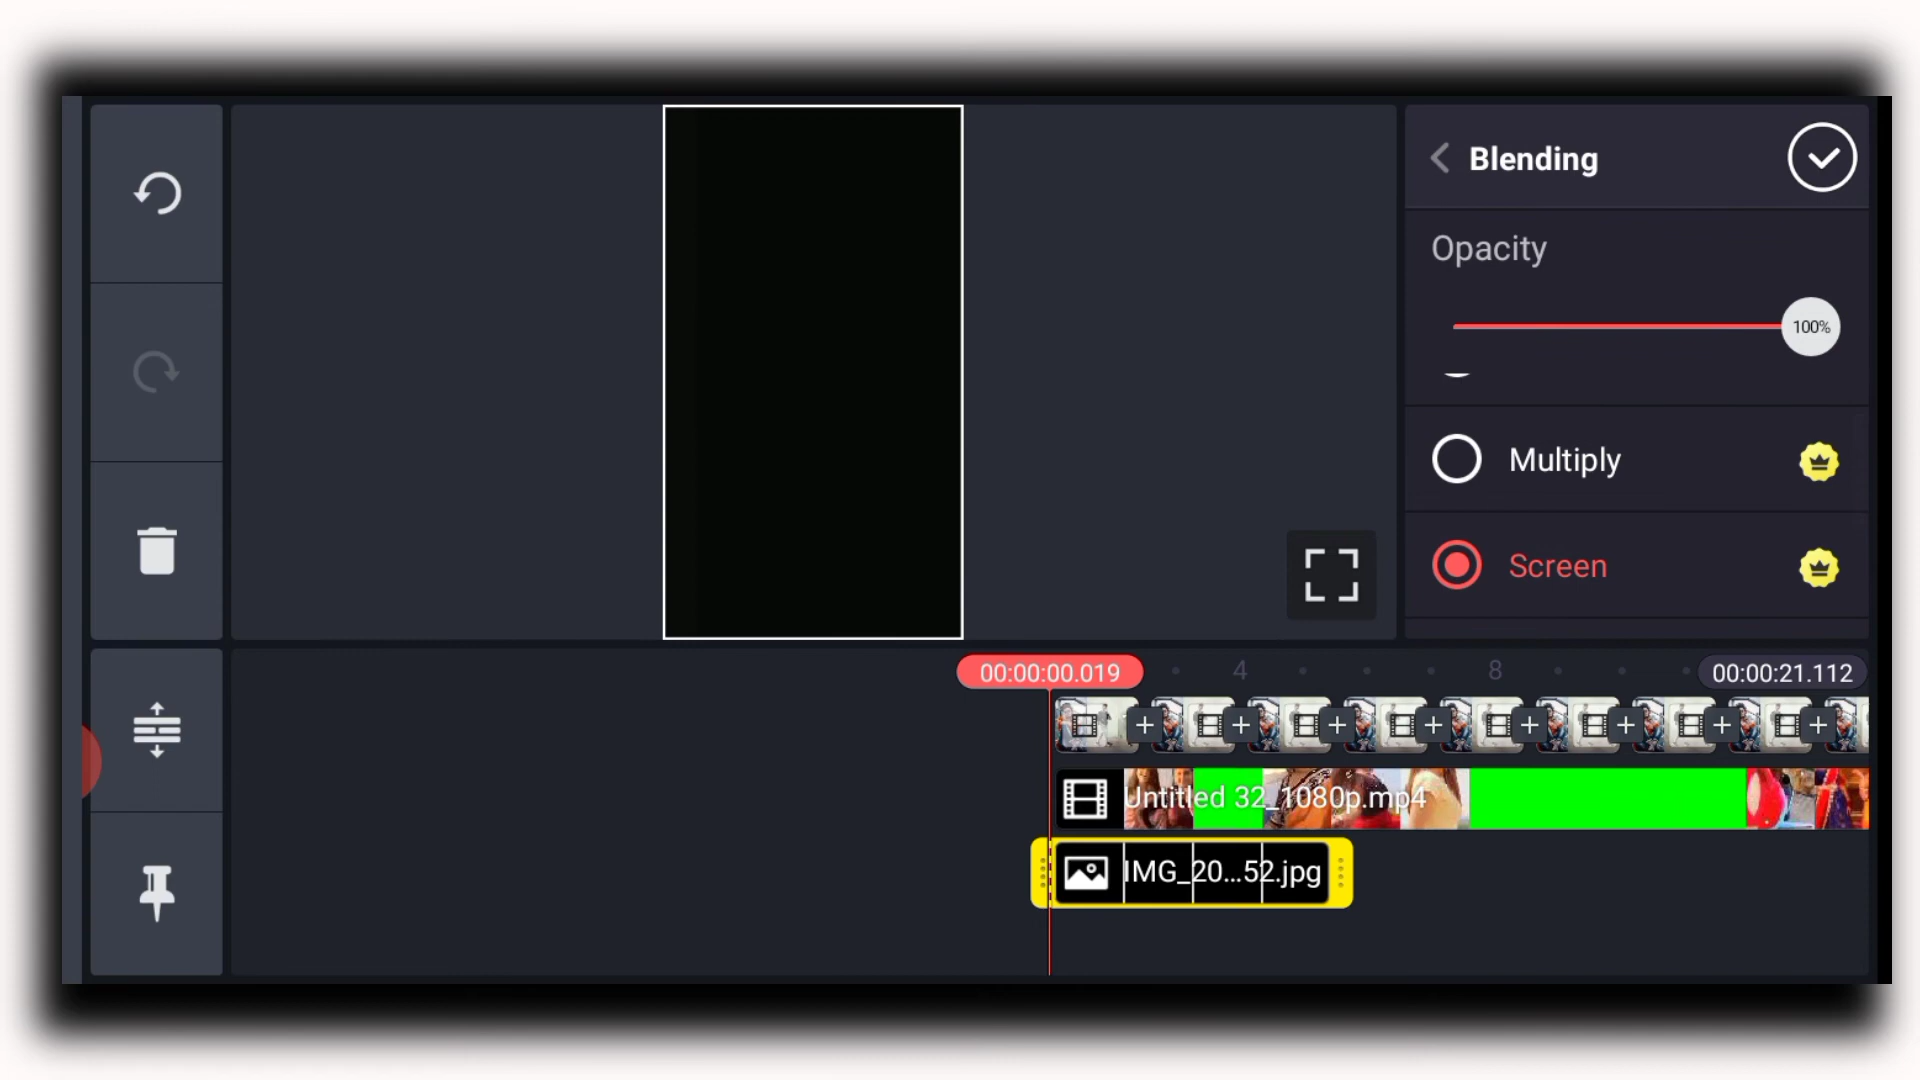 Blending
Opacity
100%
Multiply
Screen
00:00:00.019
4
8
00:00:21.112
Untitled 32_1080p.mp4
IMG_20...52.jpg